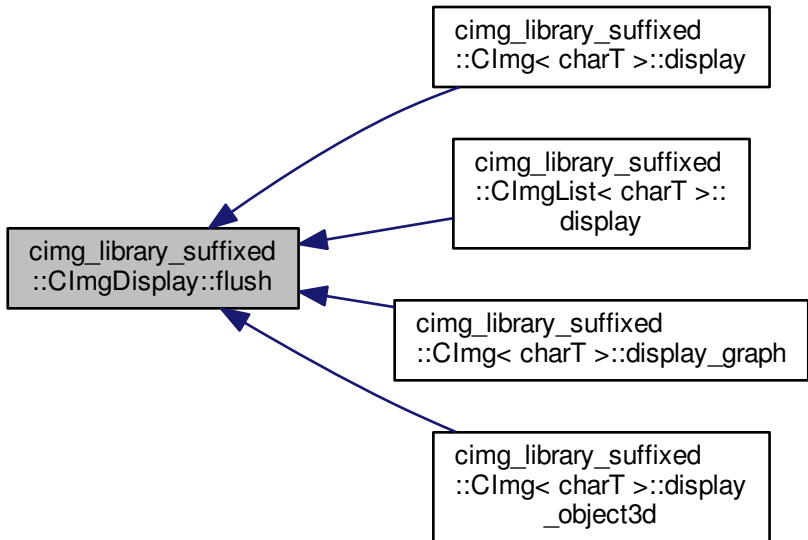 cimg_library_suffixed
::CImg< charT >::display
cimg_library_suffixed
::CImgList< charT >::
display
cimg_library_suffixed
::CImgDisplay::flush
cimg_library_suffixed
::CImg< charT >::display_graph
cimg_library_suffixed
::CImg< charT >::display
_object3d